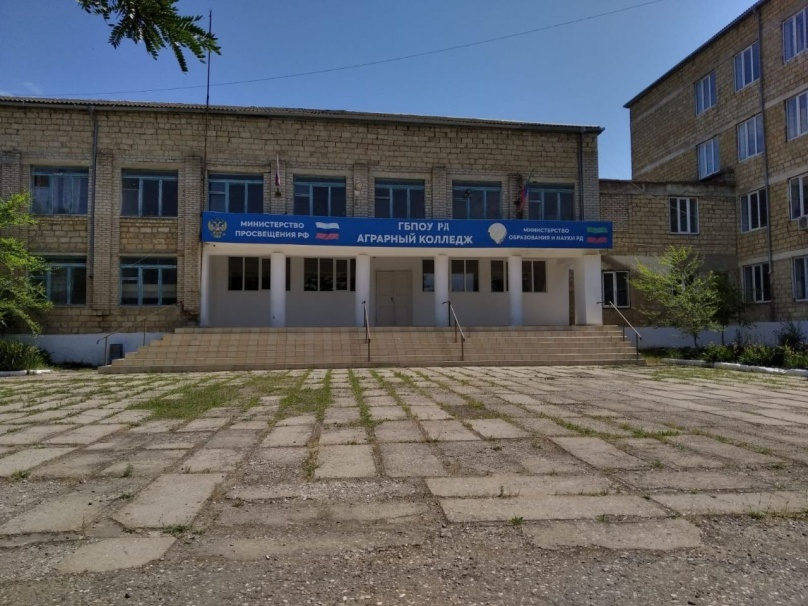 МИНИСТЕРСТВО
ПРОСВЕЩЕНИЯ РФ
ГБПОУ РД
АГРАРНЫЙ КОЛЛЕДЖ
МИНИСТЕРСТВО
ОБРАЗОВАНИЯ И НАУКИ РД